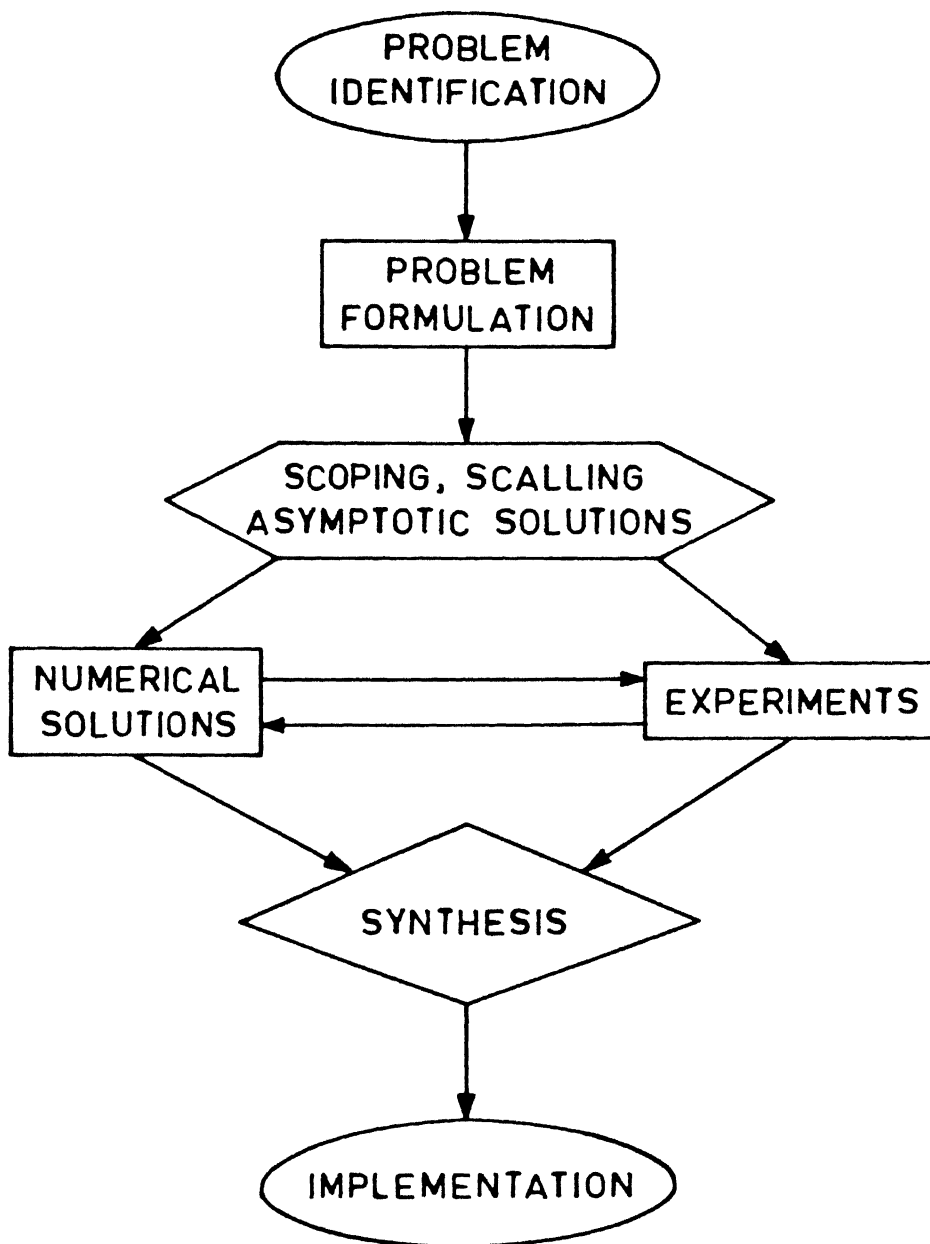 PROBLEM
IDENTIFICATION
PROBLEM
FORMULATION
SCOPING, SCALLING
ASYMPTOTIC SOLUTIONS
NUMERICAL
SOLUTIONS
EXPERIMENTS
SYNTHESIS
IMPLEMENTATION